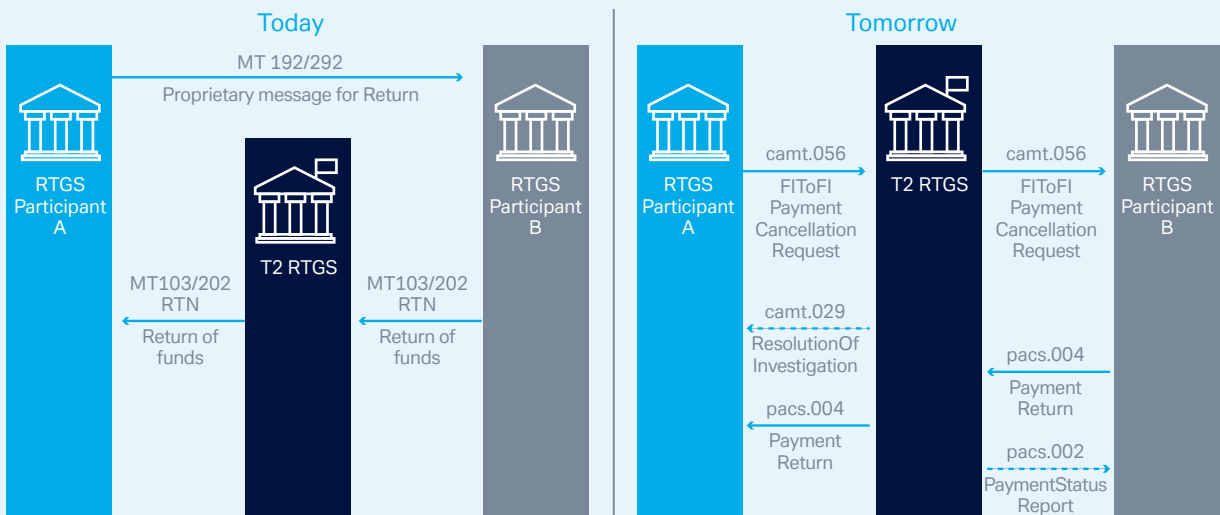 Today
MT 192/292
Proprietary message for Return
RTGS
Participant
A
T2 RTGS
RTGS
Participant
B
MT103/202
RTN
Return of
funds
MT103/202
RTN
Return of
funds
Tomorrow
RTGS
Participant
A
camt.056
FIToFI
Payment
Cancellation
Request
T2 RTGS
camt.056
FIToFI
Payment
Cancellation
Request
RTGS
Participant
B
camt.029
ResolutionOf
Investigation
pacs.004
Payment
Return
pacs.004
Payment
Return
pacs.002
PaymentStatus
Report